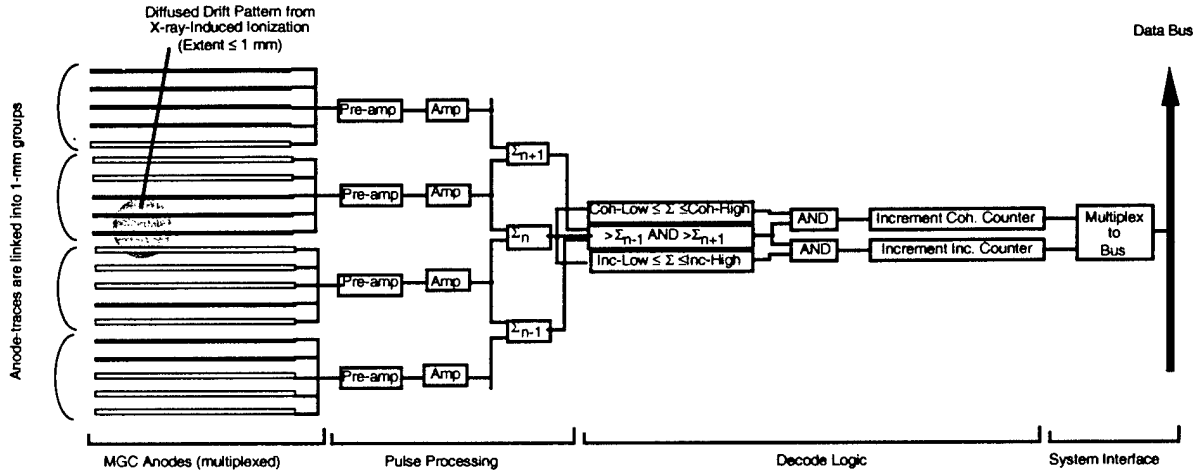 Diffused Drift Pattern from
X-ray-Induced Ionization
(Extent ≤ 1 mm)
Data Bus
Anode-traces are linked into 1-mm groups
Pre-amp
Amp
Σn+1
Pre-amp
Amp
Σn
Coh-Low ≤ Σ ≤Coh-High
>Σn-1 AND >Σn+1
Inc-Low ≤ Σ ≤Inc-High
AND
AND
Increment Coh. Counter
Increment Inc. Counter
Multiplex
to
Bus
Pre-amp
Amp
Σn-1
Pre-amp
Amp
MGC Anodes (multiplexed)
Pulse Processing
Decode Logic
System Interface